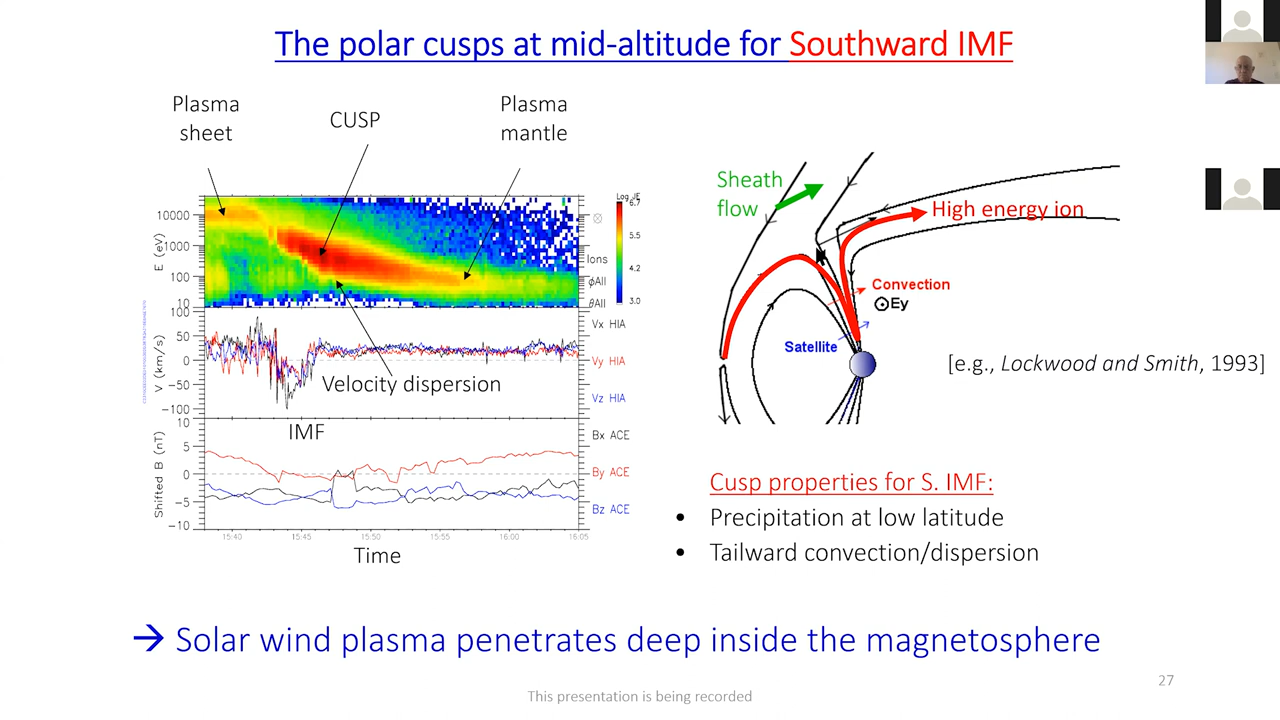 The polar cusps at mid-altitude for Southward IMF
Plasma
sheet
CUSP
Plasma
mantle
Log JE
6.7
5.5
4.2
3.0
Ions
φAll
θAll
E (eV)
10000
1000
100
10
V (km/s)
100
50
0
−50
−100
Vx HIA
Vy HIA
Vz HIA
Velocity dispersion
IMF
Shifted B (nT)
10
5
0
−5
−10
Bx ACE
By ACE
Bz ACE
15:40
15:45
15:50
15:55
16:00
16:05
Time
Sheath
flow
High energy ion
Convection
Ey
Satellite
[e.g., Lockwood and Smith, 1993]
Cusp properties for S. IMF:
• Precipitation at low latitude
• Tailward convection/dispersion
→ Solar wind plasma penetrates deep inside the magnetosphere
27
This presentation is being recorded